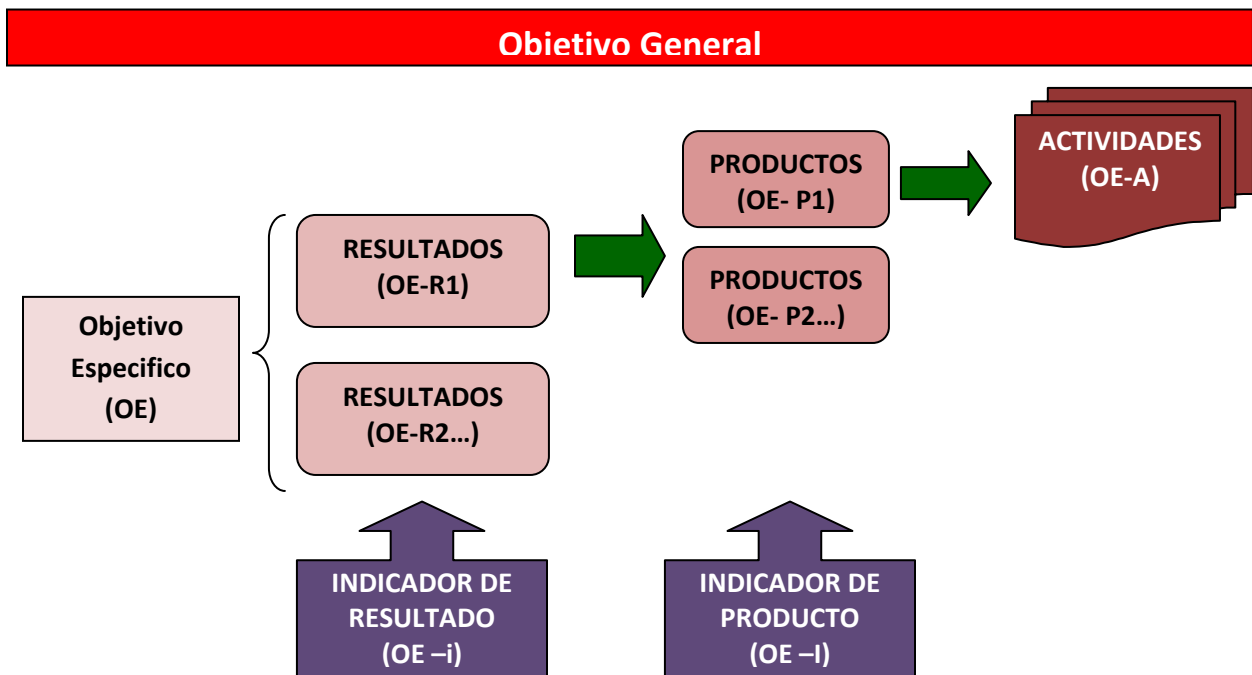 Objetivo General
PRODUCTOS
(OE- P1)
ACTIVIDADES
(OE-A)
RESULTADOS
(OE-R1)
PRODUCTOS
(OE- P2...)
Objetivo
Especifico
(OE)
RESULTADOS
(OE-R2...)
INDICADOR DE
RESULTADO
(OE –i)
INDICADOR DE
PRODUCTO
(OE –I)